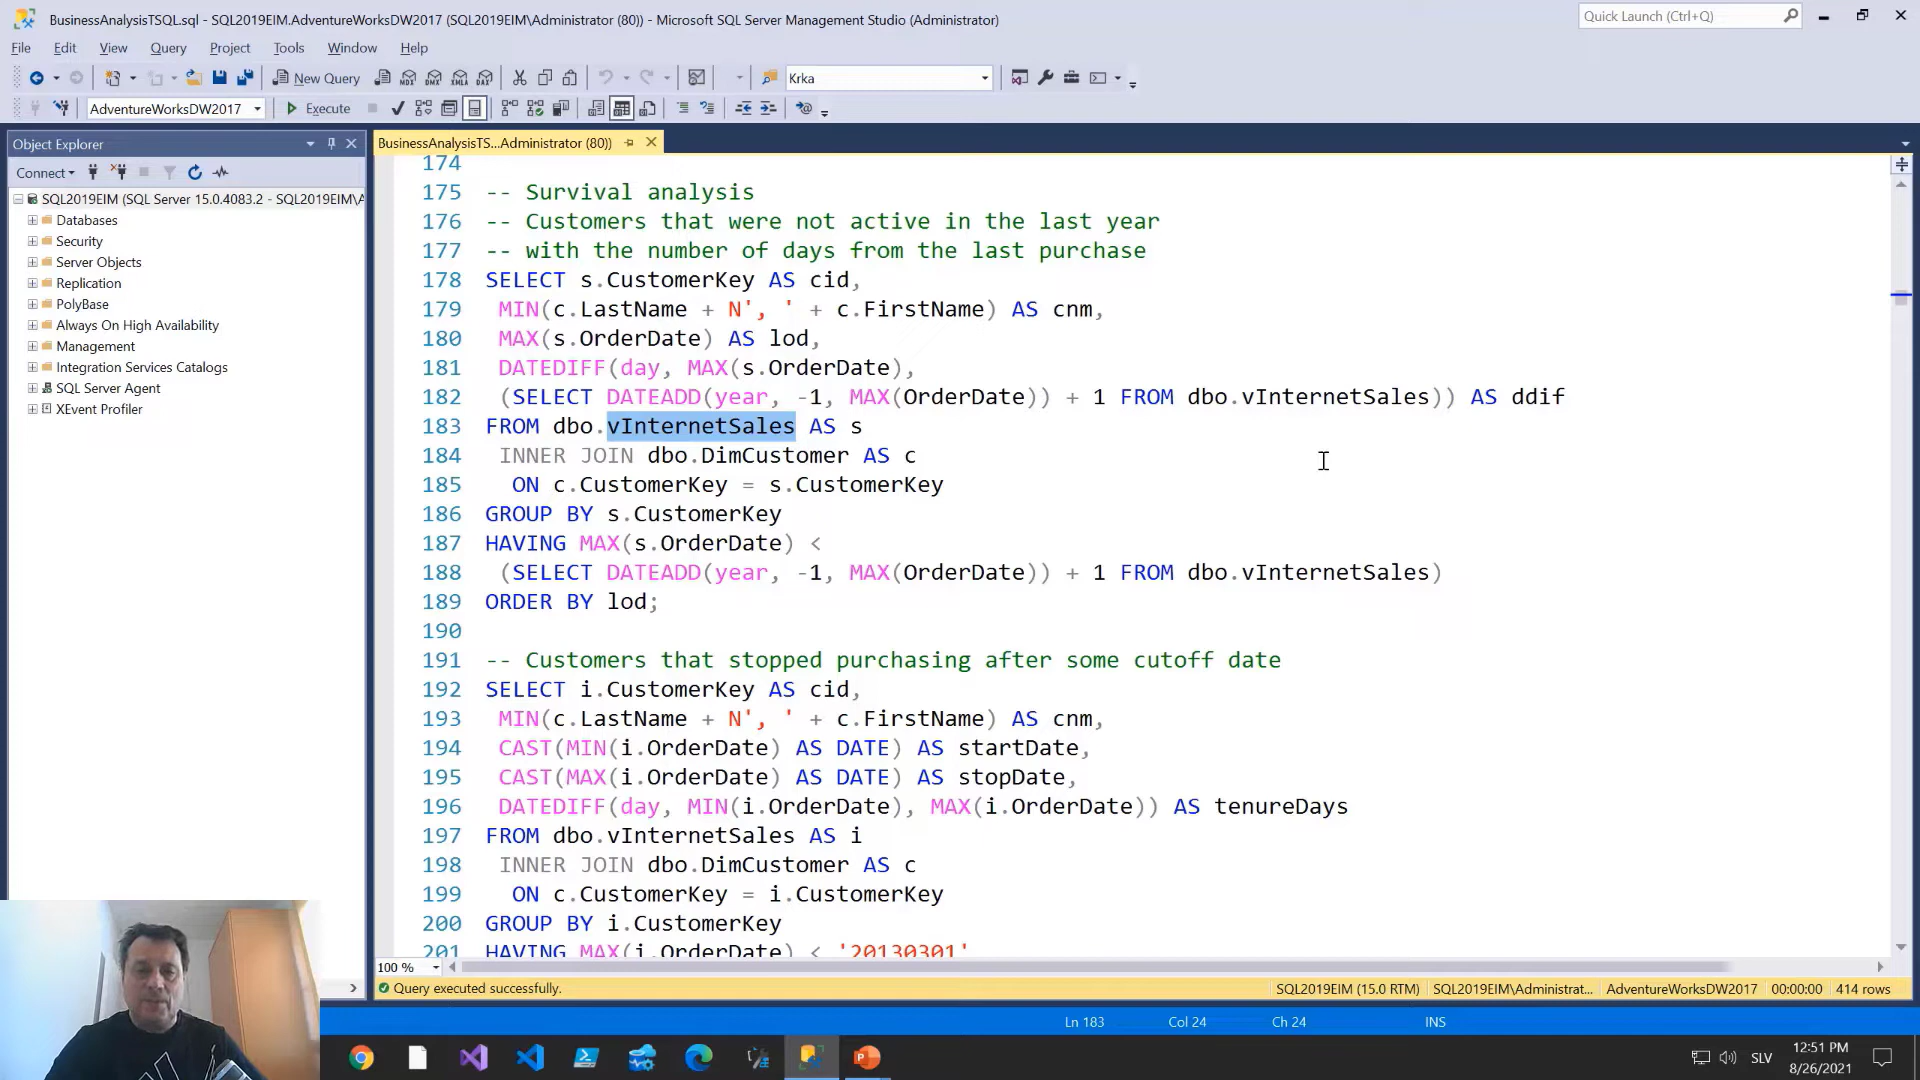 BusinessAnalysisTSQL.sql - SQL2019EIM.AdventureWorksDW2017 (SQL2019EIM\Administrator (80)) - Microsoft SQL Server Management Studio (Administrator)
Quick Launch (Ctrl+Q)
File Edit View Query Project Tools Window Help
New Query
MDX DMX XMLA DAX
Krka
AdventureWorksDW2017
Execute
Object Explorer
BusinessAnalysisTS...Administrator (80))
Connect
SQL2019EIM (SQL Server 15.0.4083.2 - SQL2019EIM\A
Databases
Security
Server Objects
Replication
PolyBase
Always On High Availability
Management
Integration Services Catalogs
SQL Server Agent
XEvent Profiler
174
175 -- Survival analysis
176 -- Customers that were not active in the last year
177 -- with the number of days from the last purchase
178 SELECT s.CustomerKey AS cid,
179 MIN(c.LastName + N', ' + c.FirstName) AS cnm,
180 MAX(s.OrderDate) AS lod,
181 DATEDIFF(day, MAX(s.OrderDate),
182 (SELECT DATEADD(year, -1, MAX(OrderDate)) + 1 FROM dbo.vInternetSales)) AS ddif
183 FROM dbo.vInternetSales AS s
184 INNER JOIN dbo.DimCustomer AS c
185 ON c.CustomerKey = s.CustomerKey
186 GROUP BY s.CustomerKey
187 HAVING MAX(s.OrderDate) <
188 (SELECT DATEADD(year, -1, MAX(OrderDate)) + 1 FROM dbo.vInternetSales)
189 ORDER BY lod;
190
191 -- Customers that stopped purchasing after some cutoff date
192 SELECT i.CustomerKey AS cid,
193 MIN(c.LastName + N', ' + c.FirstName) AS cnm,
194 CAST(MIN(i.OrderDate) AS DATE) AS startDate,
195 CAST(MAX(i.OrderDate) AS DATE) AS stopDate,
196 DATEDIFF(day, MIN(i.OrderDate), MAX(i.OrderDate)) AS tenureDays
197 FROM dbo.vInternetSales AS i
198 INNER JOIN dbo.DimCustomer AS c
199 ON c.CustomerKey = i.CustomerKey
200 GROUP BY i.CustomerKey
201 HAVING MAX(i.OrderDate) < '20130301'
100 %
Query executed successfully.
SQL2019EIM (15.0 RTM) SQL2019EIM\Administrat... AdventureWorksDW2017 00:00:00 414 rows
Ln 183 Col 24 Ch 24 INS
SLV
12:51 PM
8/26/2021